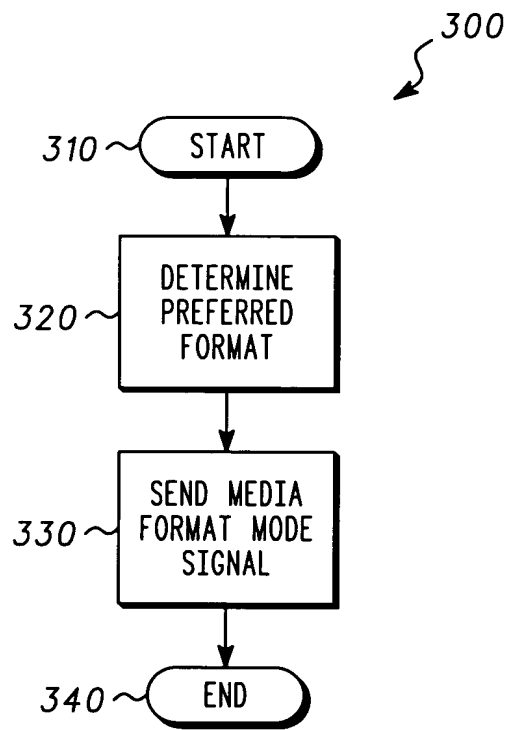 300
310
START
320
DETERMINE
PREFERRED
FORMAT
330
SEND MEDIA
FORMAT MODE
SIGNAL
340
END